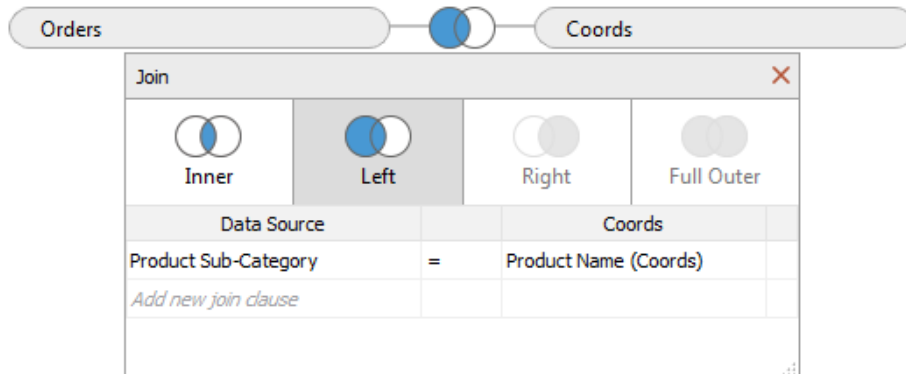 Orders Coords
Join
Inner Left Right Full Outer
Data Source Coords
Product Sub-Category = Product Name (Coords)
Add new join clause